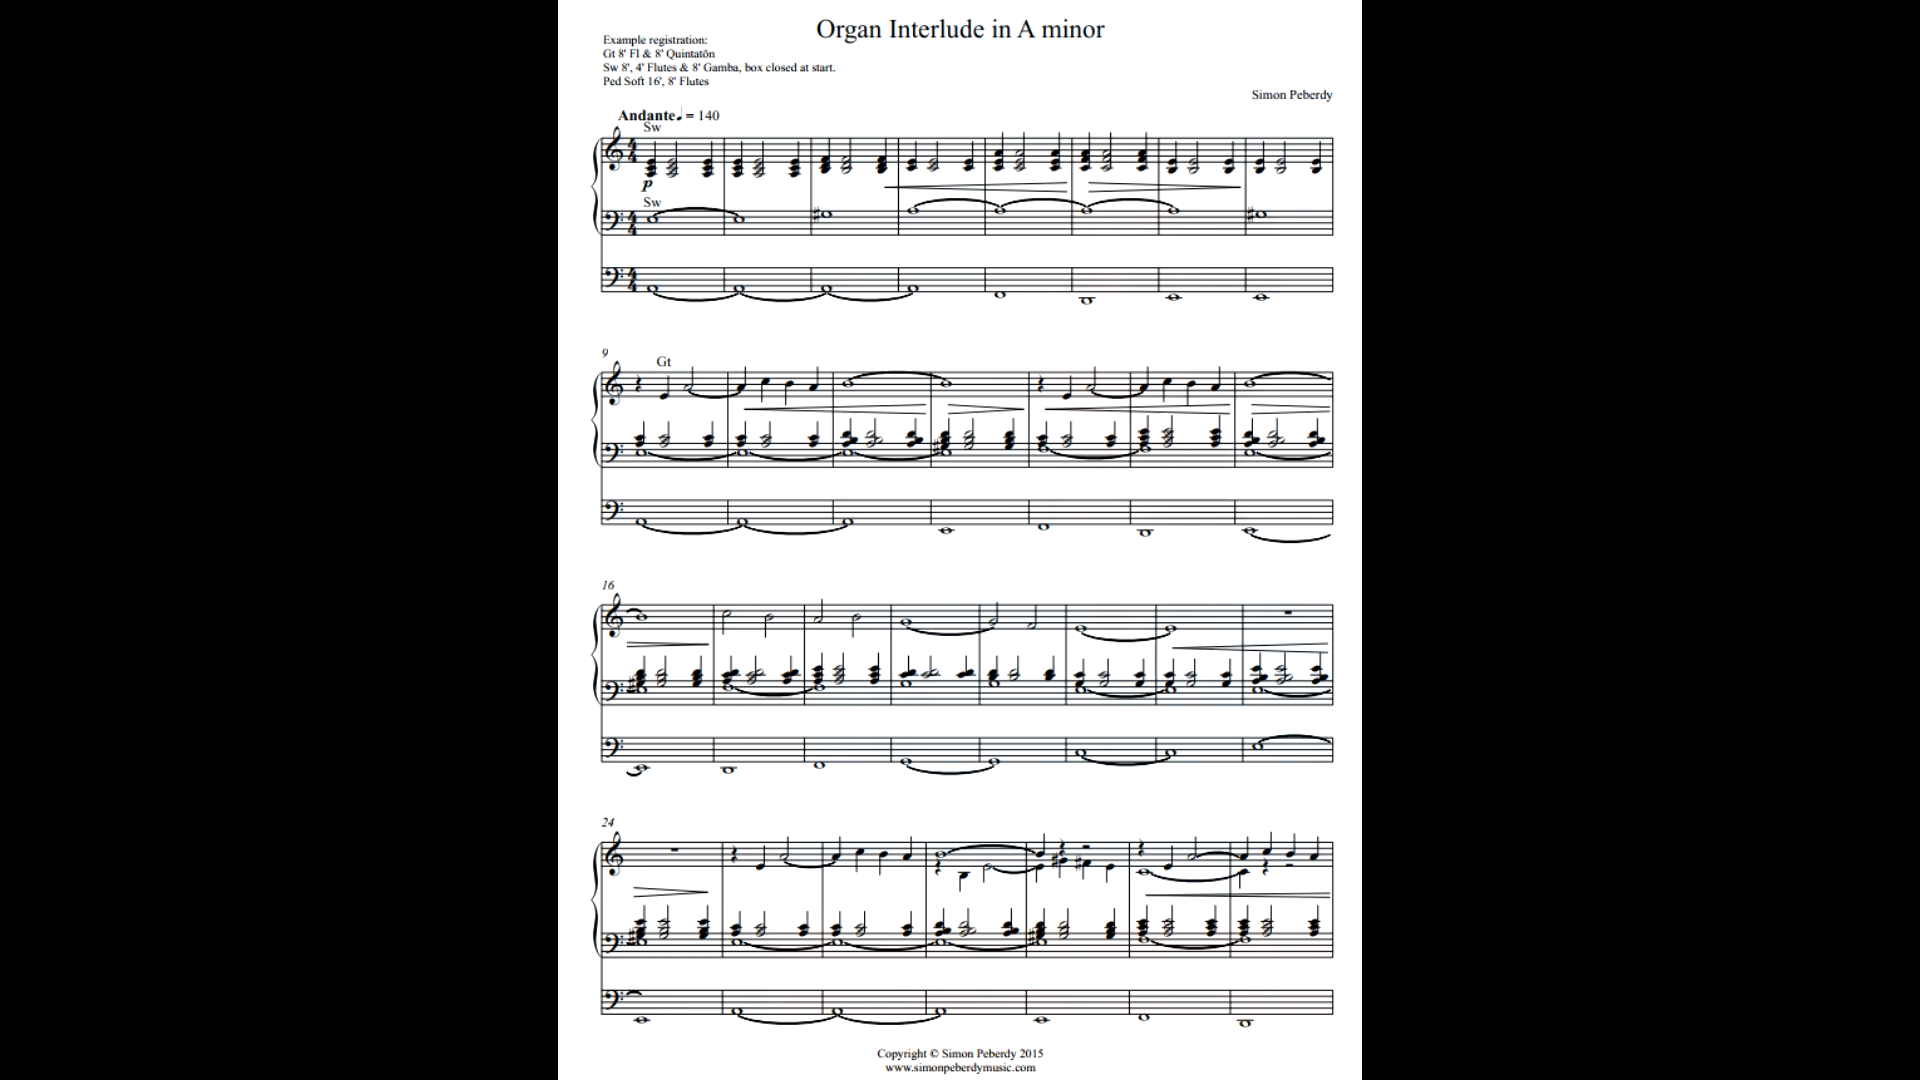 Organ Interlude in A minor
Example registration:
Gt 8' Fl & 8' Quintatön
Sw 8', 4' Flutes & 8' Gamba, box closed at start.
Ped Soft 16', 8' Flutes
Simon Peberdy
Andante ♩ = 140
Sw
p
Sw
9
Gt
16
24
Copyright © Simon Peberdy 2015
www.simonpeberdymusic.com